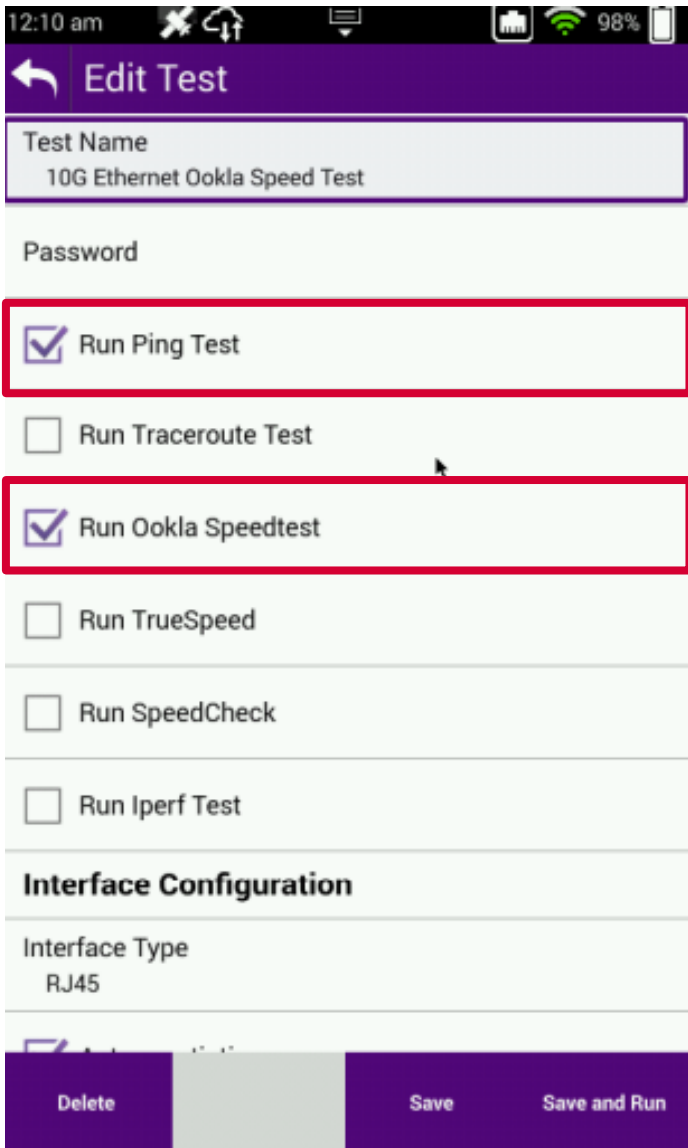 12:10 am 98%
Edit Test
Test Name
10G Ethernet Ookla Speed Test
Password
Run Ping Test
Run Traceroute Test
Run Ookla Speedtest
Run TrueSpeed
Run SpeedCheck
Run Iperf Test
Interface Configuration
Interface Type
RJ45
Delete Save Save and Run